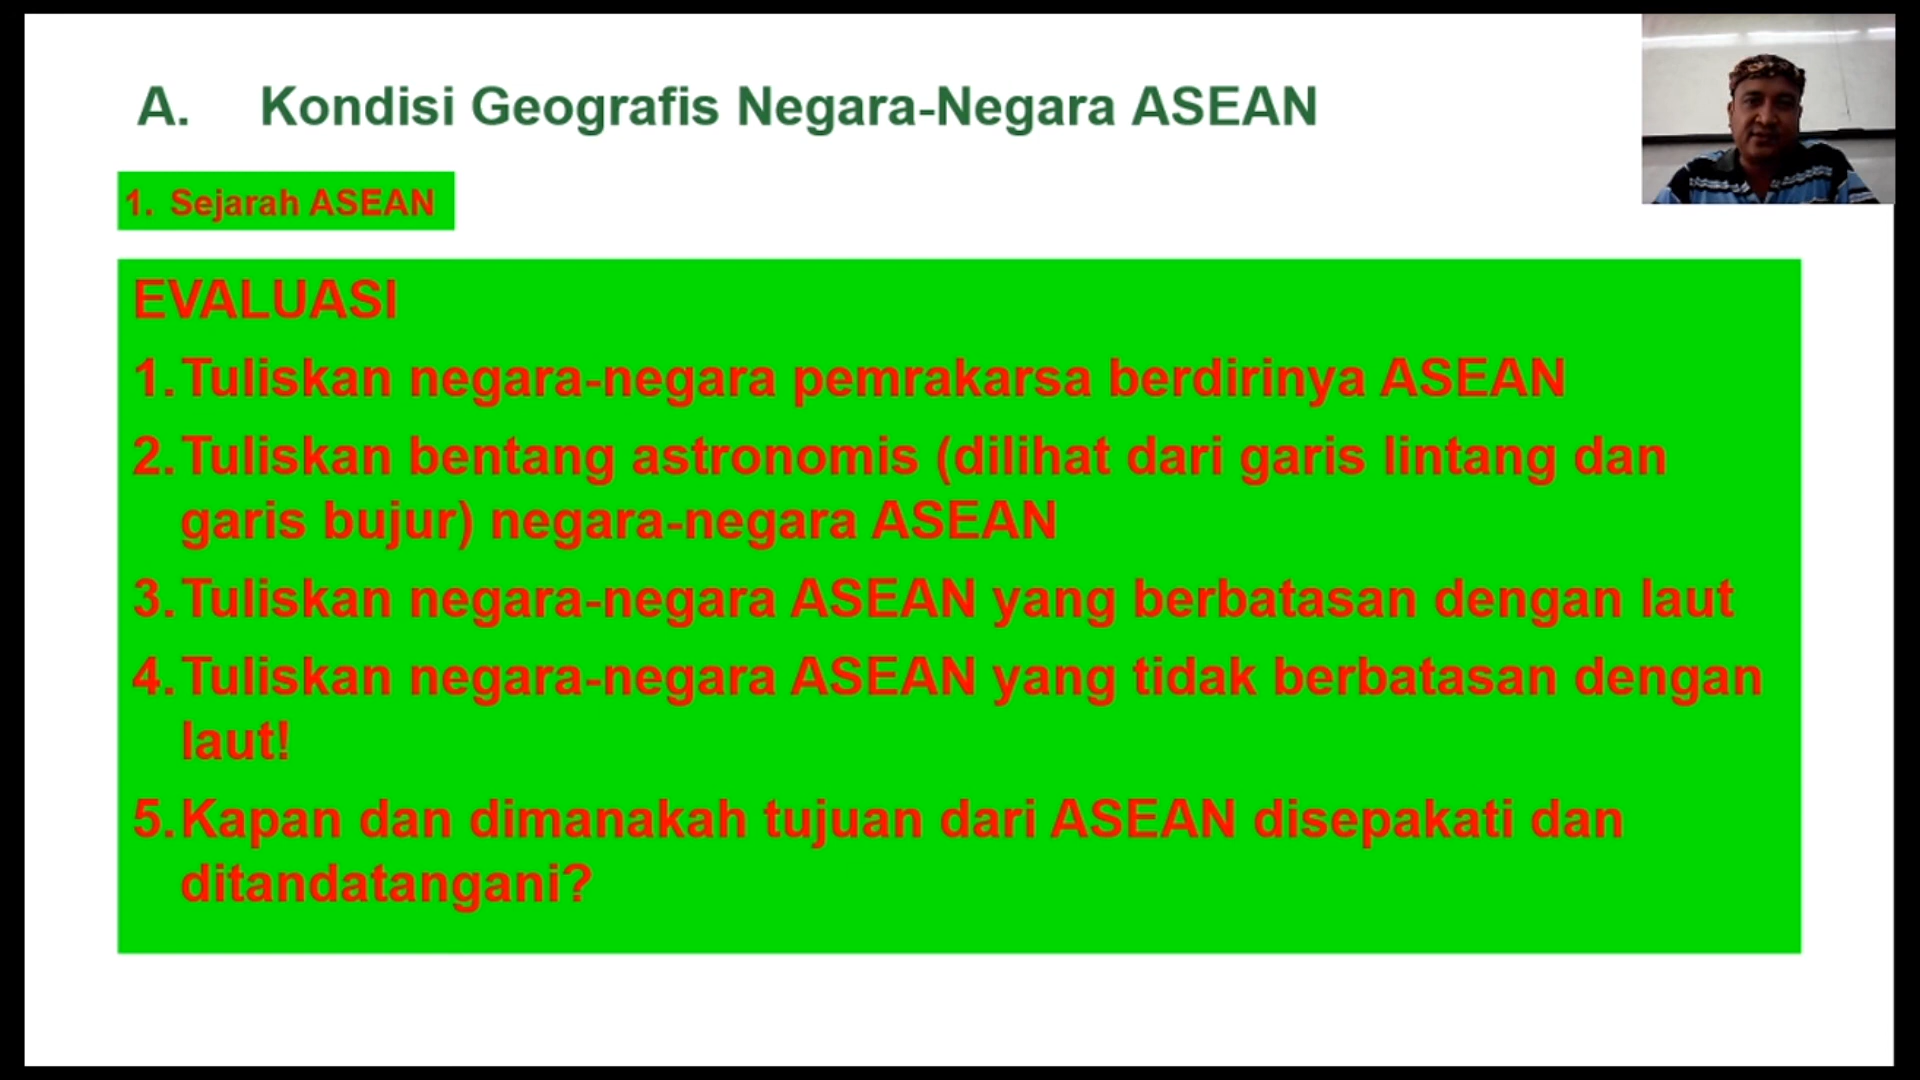 A. Kondisi Geografis Negara-Negara ASEAN
1. Sejarah ASEAN
EVALUASI
1. Tuliskan negara-negara pemrakarsa berdirinya ASEAN
2. Tuliskan bentang astronomis (dilihat dari garis lintang dan
garis bujur) negara-negara ASEAN
3. Tuliskan negara-negara ASEAN yang berbatasan dengan laut
4. Tuliskan negara-negara ASEAN yang tidak berbatasan dengan
laut!
5. Kapan dan dimanakah tujuan dari ASEAN disepakati dan
ditandatangani?